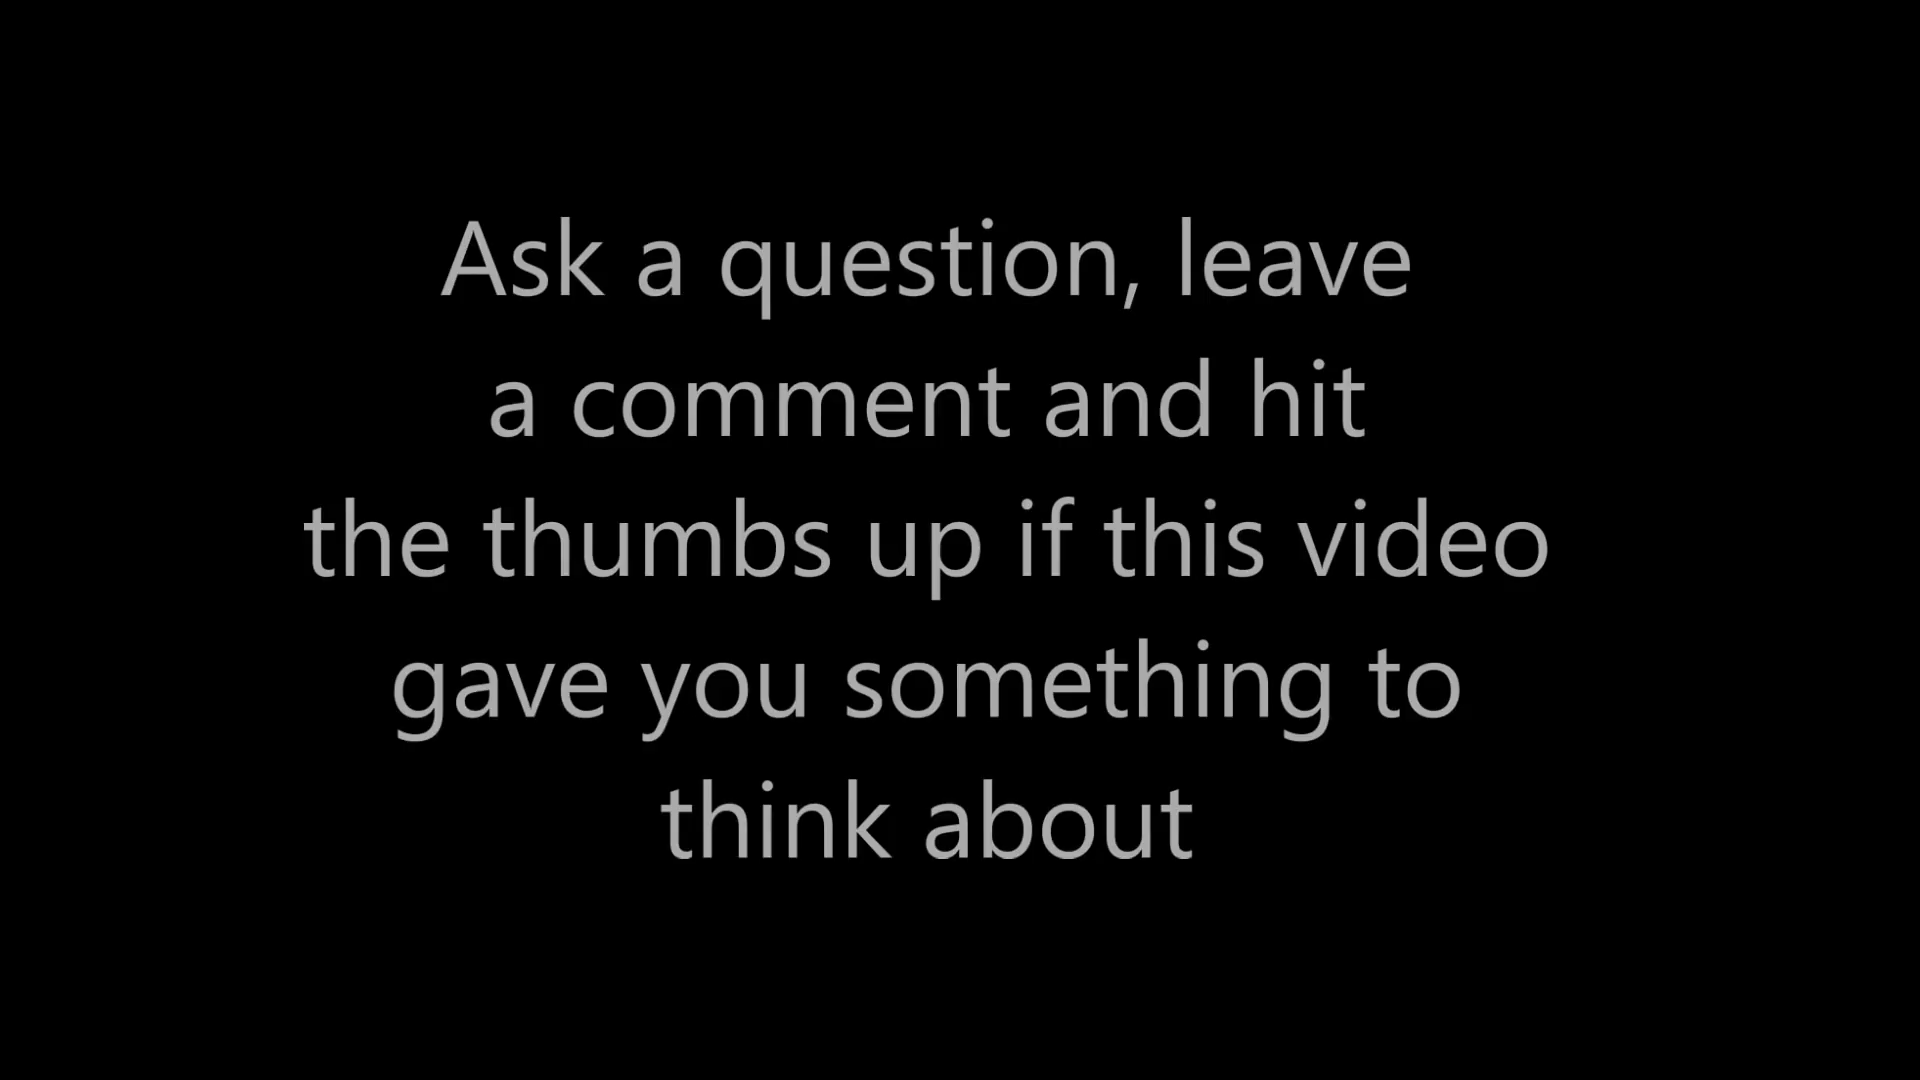 Ask a question, leave
a comment and hit
the thumbs up if this video
gave you something to
think about